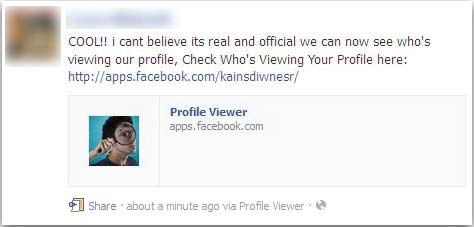 COOL!! i cant believe its real and official we can now see who's
viewing our profile, Check Who's Viewing Your Profile here:
http://apps.facebook.com/kainsdiwnesr/
Profile Viewer
apps.facebook.com
Share · about a minute ago via Profile Viewer ·